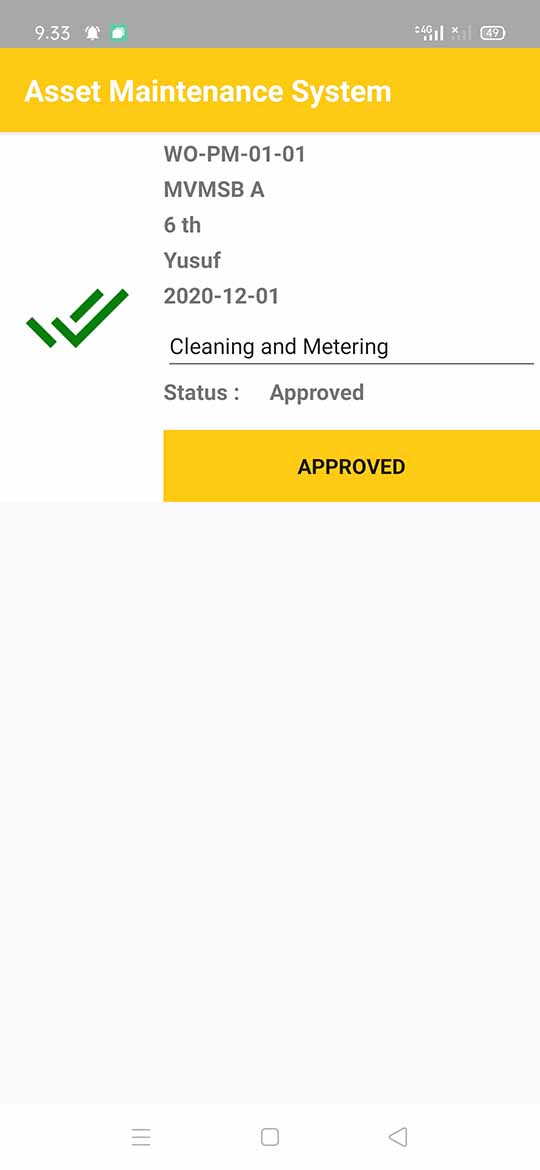 9.33 4G 49
Asset Maintenance System
WO-PM-01-01
MVMSB A
6 th
Yusuf
2020-12-01
Cleaning and Metering
Status : Approved
APPROVED